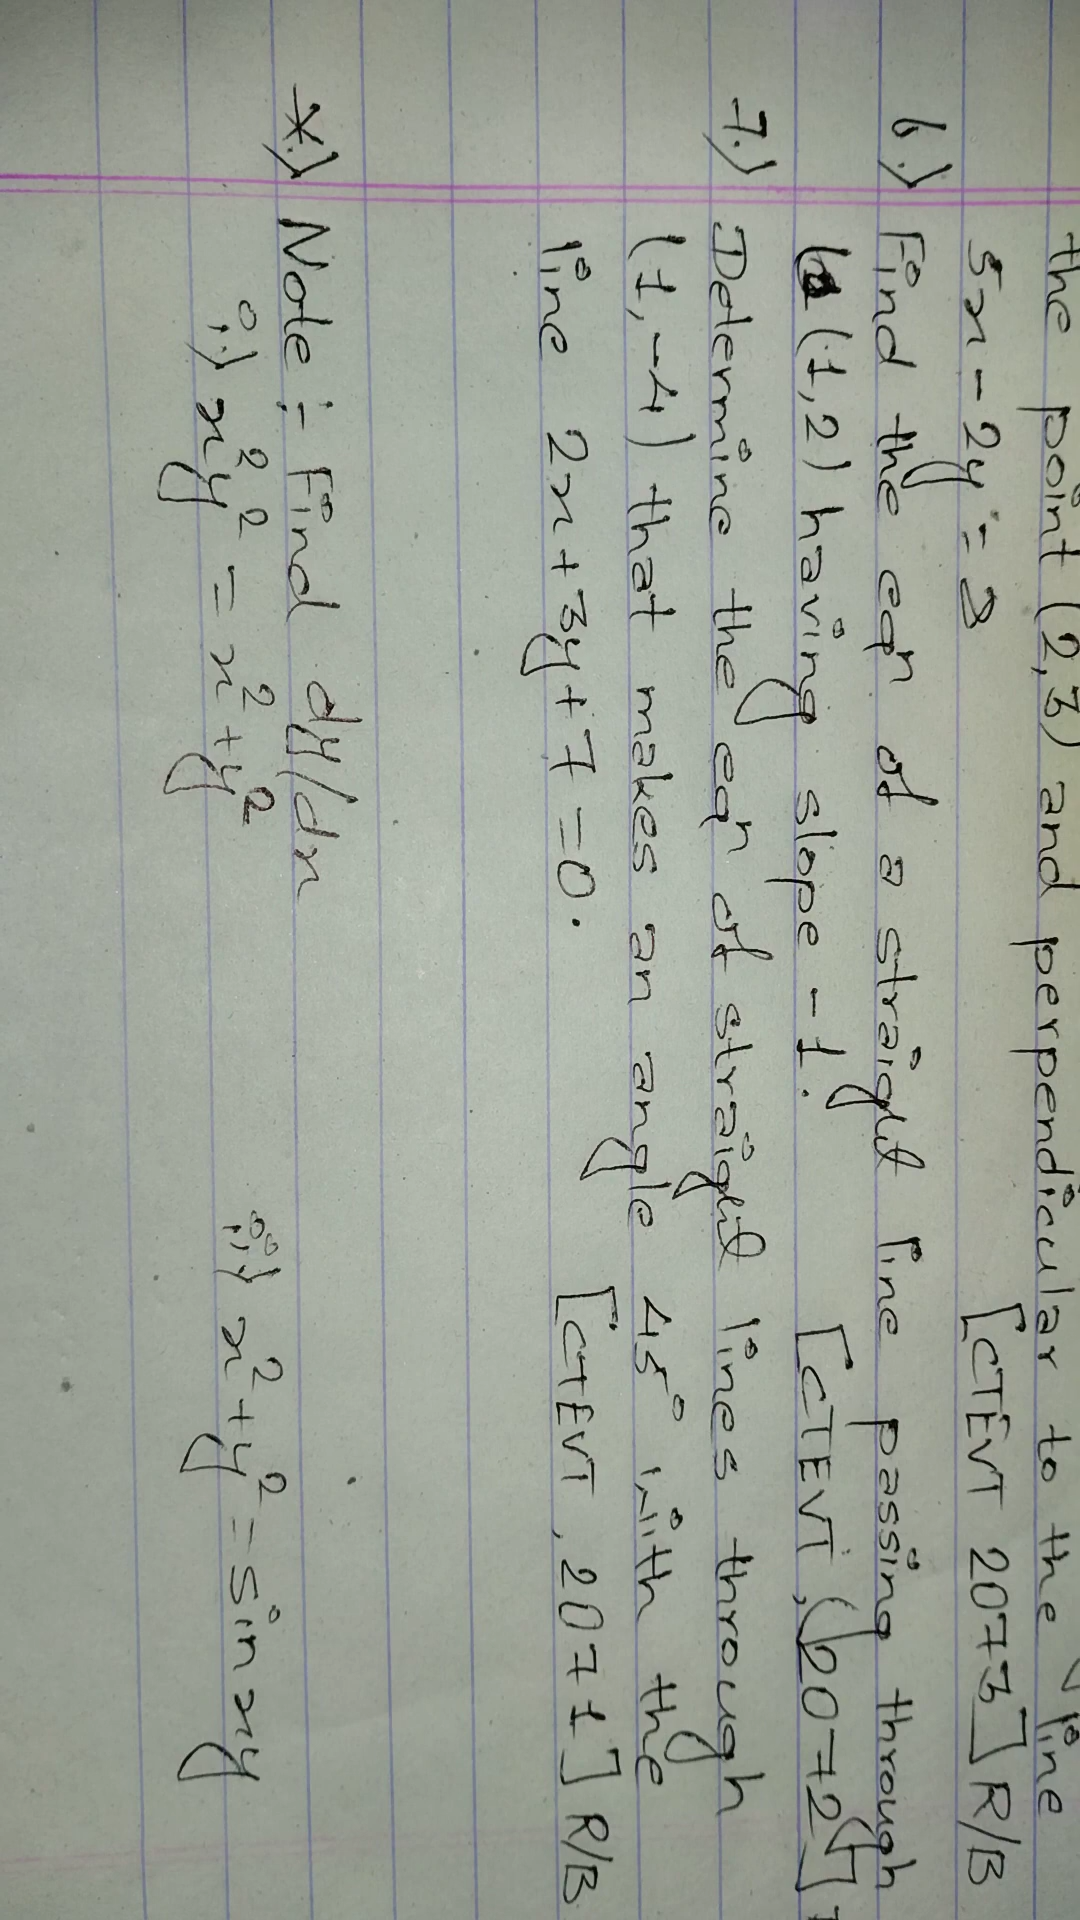 the point (2,3) and perpendicular to the line
5x - 2y = 3 [CTEVT 2073] R/B
6.) Find the eqn of a straight line passing through
(1,2) having slope -1. [CTEVT, 2072]
7.) Determine the eqn of straight lines through
(1,-4) that makes an angle 45° with the
line 2x+3y+7=0. [CTEVT, 2071] R/B
*.) Note :- Find dy/dx
i.) x²y² = x²+y² ii.) x²+y² = sin xy